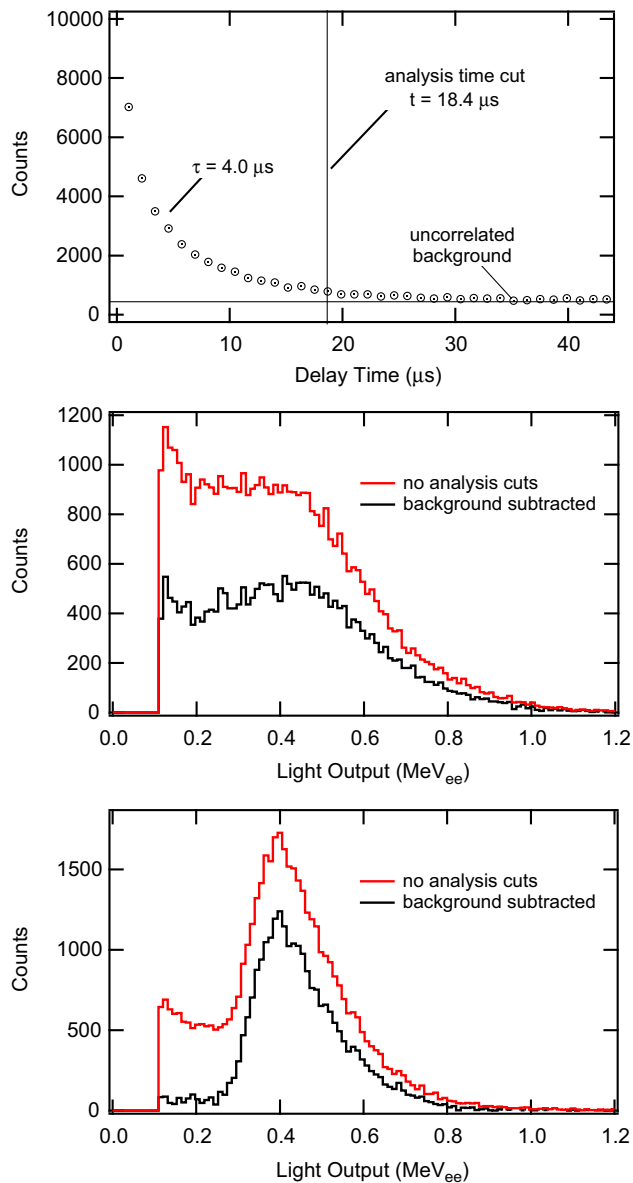 10000
8000
6000
4000
2000
0
Counts
analysis time cut
t = 18.4 μs
τ = 4.0 μs
uncorrelated
background
0 10 20 30 40
Delay Time (μs)
1200
1000
800
600
400
200
0
Counts
no analysis cuts
background subtracted
0.0 0.2 0.4 0.6 0.8 1.0 1.2
Light Output (MeVee)
1500
1000
500
0
Counts
no analysis cuts
background subtracted
0.0 0.2 0.4 0.6 0.8 1.0 1.2
Light Output (MeVee)